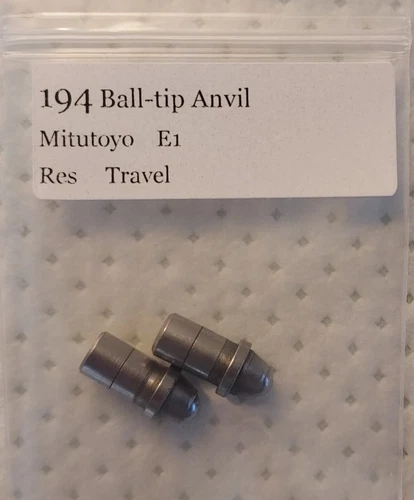 194 Ball-tip Anvil
Mitutoyo E1
Res Travel